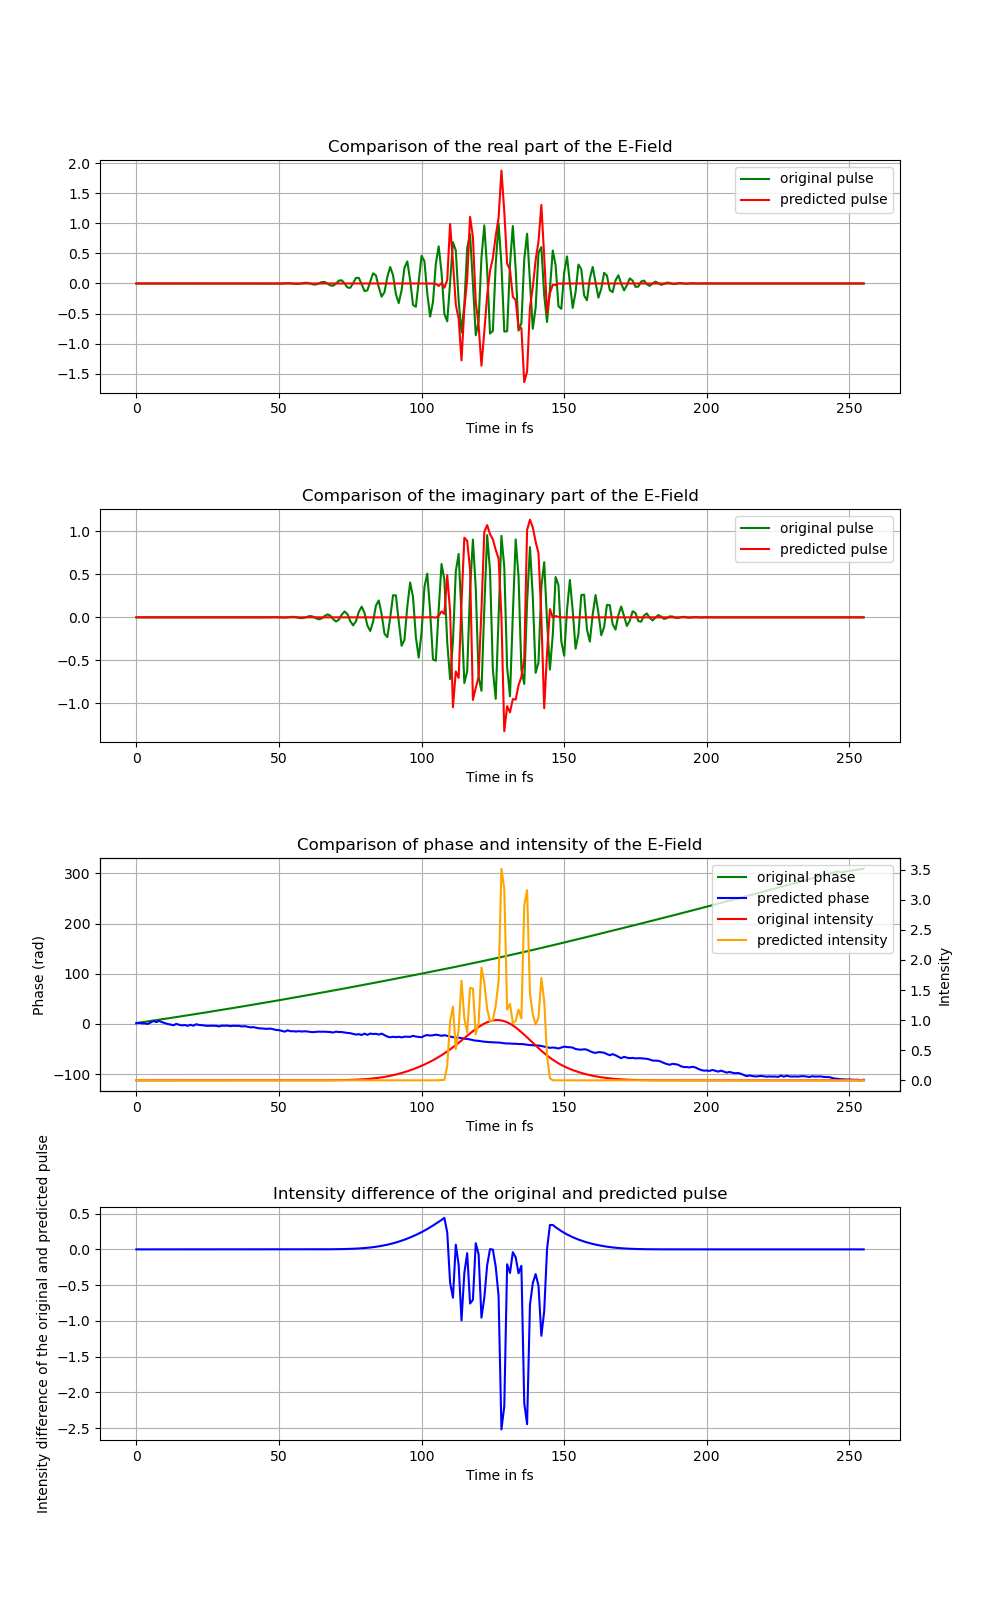 Comparison of the real part of the E-Field
2.0
1.5
1.0
0.5
0.0
−0.5
−1.0
−1.5
original pulse
predicted pulse
0 50 100 150 200 250
Time in fs
Comparison of the imaginary part of the E-Field
1.0
0.5
0.0
−0.5
−1.0
original pulse
predicted pulse
0 50 100 150 200 250
Time in fs
Comparison of phase and intensity of the E-Field
Phase (rad)
300
200
100
0
−100
original phase
predicted phase
original intensity
predicted intensity
3.5
3.0
2.5
2.0
1.5
1.0
0.5
0.0
Intensity
0 50 100 150 200 250
Time in fs
Intensity difference of the original and predicted pulse
Intensity difference of the original and predicted pulse
0.5
0.0
−0.5
−1.0
−1.5
−2.0
−2.5
0 50 100 150 200 250
Time in fs